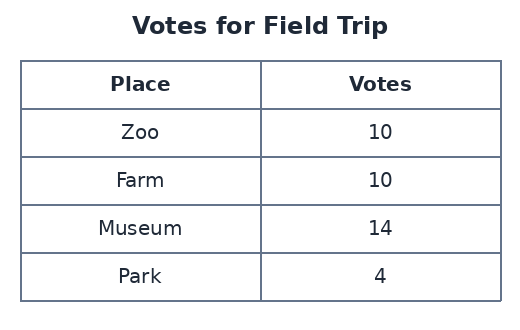 Votes for Field Trip
Place Votes
Zoo 10
Farm 10
Museum 14
Park 4